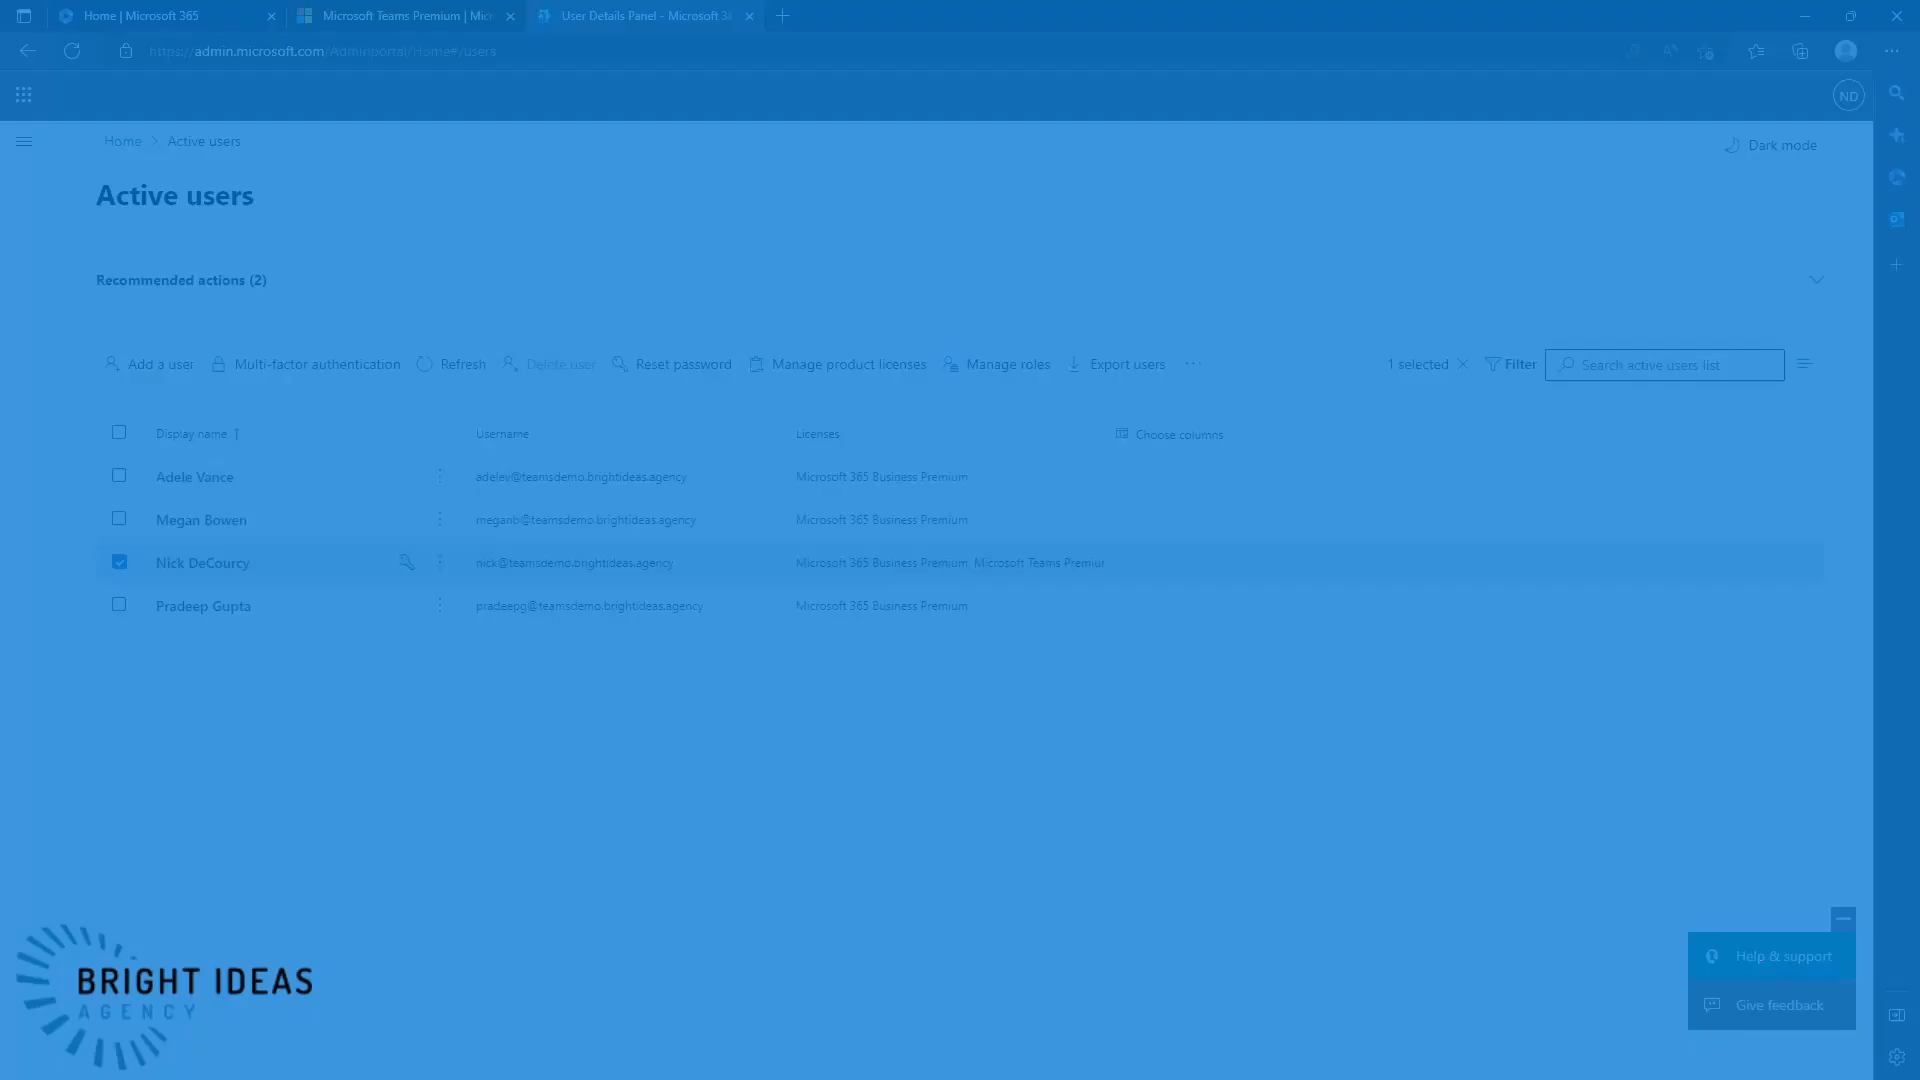 Home | Microsoft 365
Microsoft Teams Premium | Mic
User Details Panel - Microsoft 36
https://admin.microsoft.com/Adminportal/Home#/users
ND
Home > Active users
Dark mode
Active users
Recommended actions (2)
Add a user
Multi-factor authentication
Refresh
Delete user
Reset password
Manage product licenses
Manage roles
Export users
1 selected
Filter
Search active users list
Display name ↑
Username
Licenses
Choose columns
Adele Vance
adelev@teamsdemo.brightideas.agency
Microsoft 365 Business Premium
Megan Bowen
meganb@teamsdemo.brightideas.agency
Microsoft 365 Business Premium
Nick DeCourcy
nick@teamsdemo.brightideas.agency
Microsoft 365 Business Premium, Microsoft Teams Premiur
Pradeep Gupta
pradeepg@teamsdemo.brightideas.agency
Microsoft 365 Business Premium
Help & support
Give feedback
BRIGHT IDEAS
AGENCY